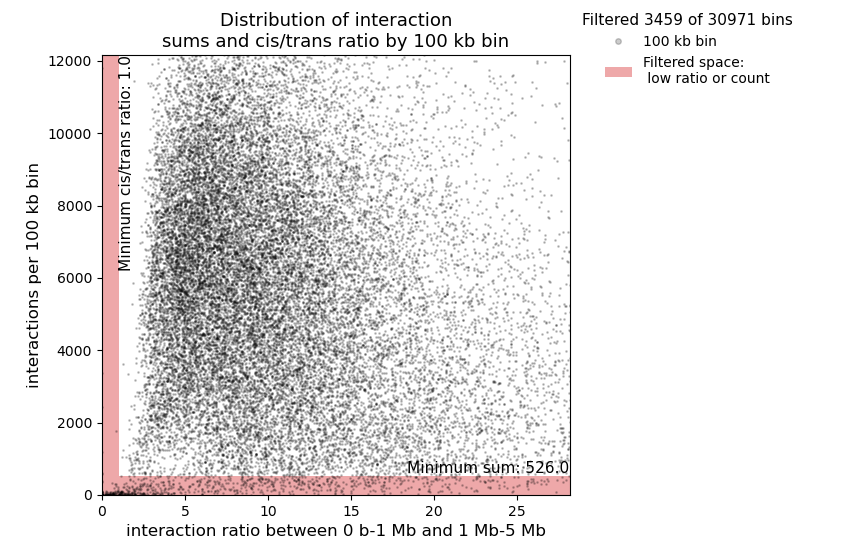 Distribution of interaction
sums and cis/trans ratio by 100 kb bin
Filtered 3459 of 30971 bins
100 kb bin
Filtered space:
low ratio or count
Minimum cis/trans ratio: 1.0
Minimum sum: 526.0
interactions per 100 kb bin
12000
10000
8000
6000
4000
2000
0
0 5 10 15 20 25
interaction ratio between 0 b-1 Mb and 1 Mb-5 Mb